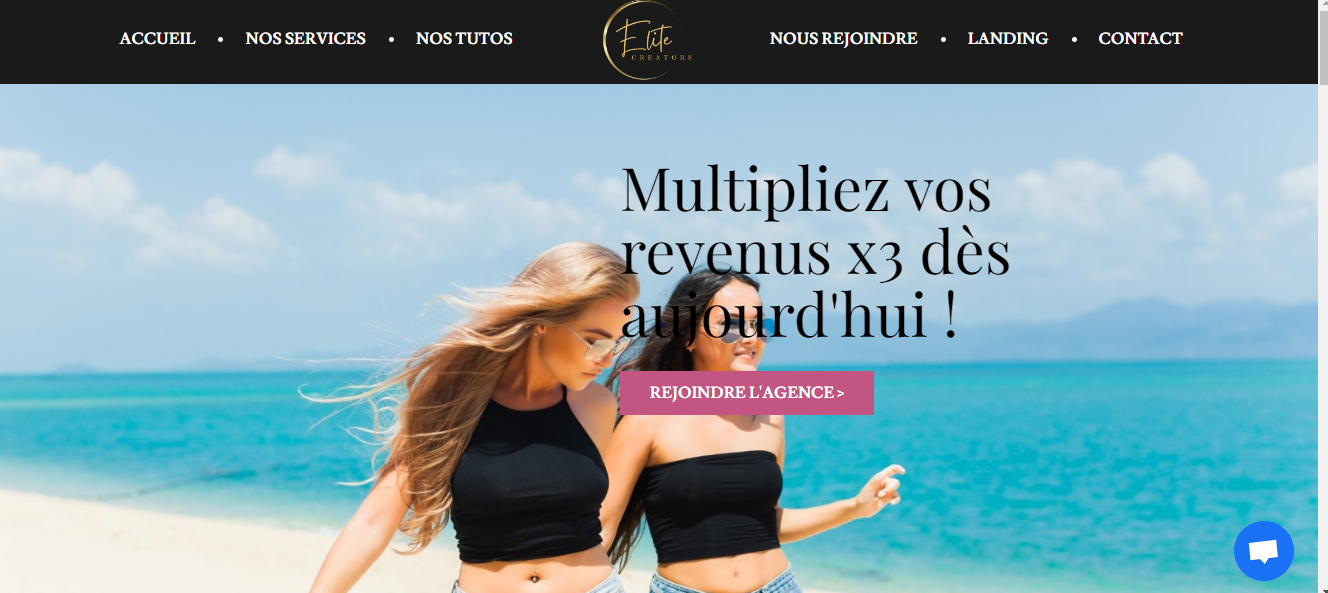 ACCUEIL • NOS SERVICES • NOS TUTOS
Elite
CREATORS
NOUS REJOINDRE • LANDING • CONTACT
Multipliez vos
revenus x3 dès
aujourd'hui !
REJOINDRE L'AGENCE >